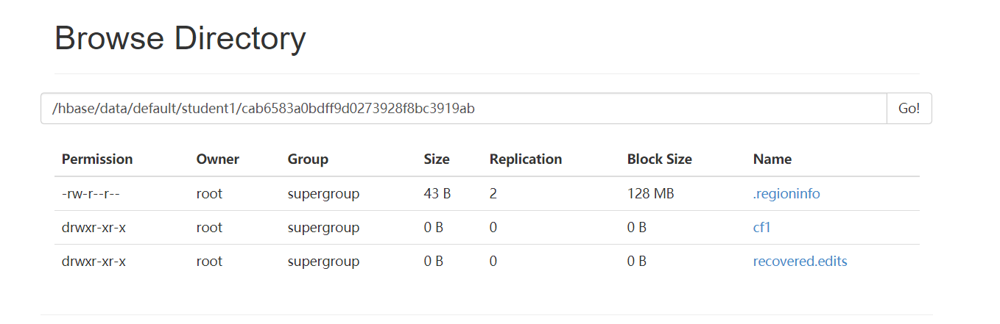 Browse Directory
/hbase/data/default/student1/cab6583a0bdff9d0273928f8bc3919ab Go!
Permission Owner Group Size Replication Block Size Name
-rw-r--r-- root supergroup 43 B 2 128 MB .regioninfo
drwxr-xr-x root supergroup 0 B 0 0 B cf1
drwxr-xr-x root supergroup 0 B 0 0 B recovered.edits